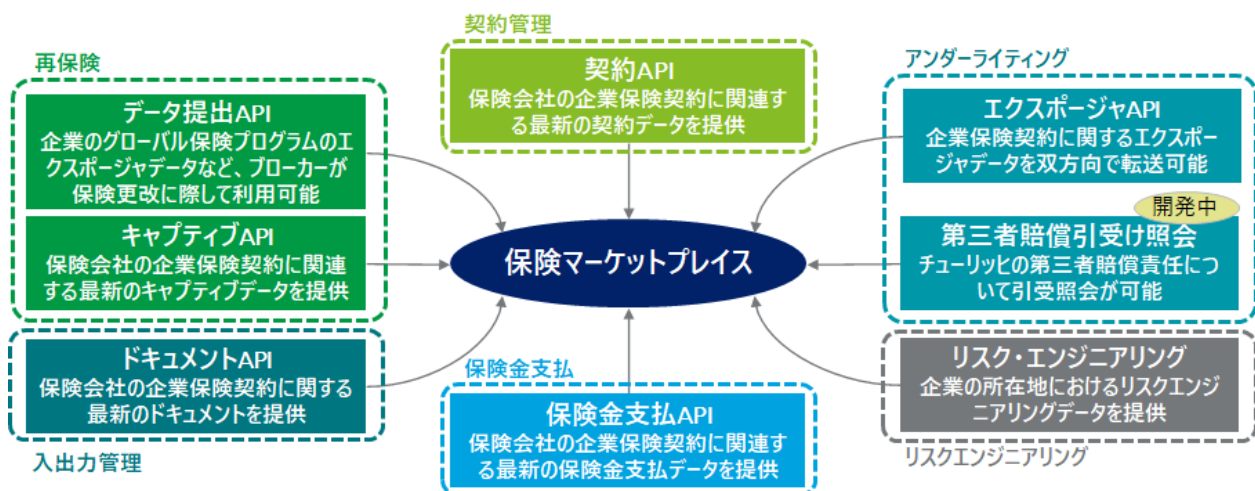 再保険
データ提出API
企業のグローバル保険プログラムのエ
クスポージャデータなど、ブローカーが
保険更改に際して利用可能
キャプティブAPI
保険会社の企業保険契約に関連
する最新のキャプティブデータを提供
ドキュメントAPI
保険会社の企業保険契約に関する
最新のドキュメントを提供
入出力管理
契約管理
契約API
保険会社の企業保険契約に関連す
る最新の契約データを提供
保険マーケットプレイス
保険金支払
保険金支払API
保険会社の企業保険契約に関連す
る最新の保険金支払データを提供
アンダーライティング
エクスポージャAPI
企業保険契約に関するエクスポー
ジャデータを双方向で転送可能
開発中
第三者賠償引受け照会
チューリッヒの第三者賠償責任につ
いて引受照会が可能
リスク・エンジニアリング
企業の所在地におけるリスクエンジ
ニアリングデータを提供
リスクエンジニアリング